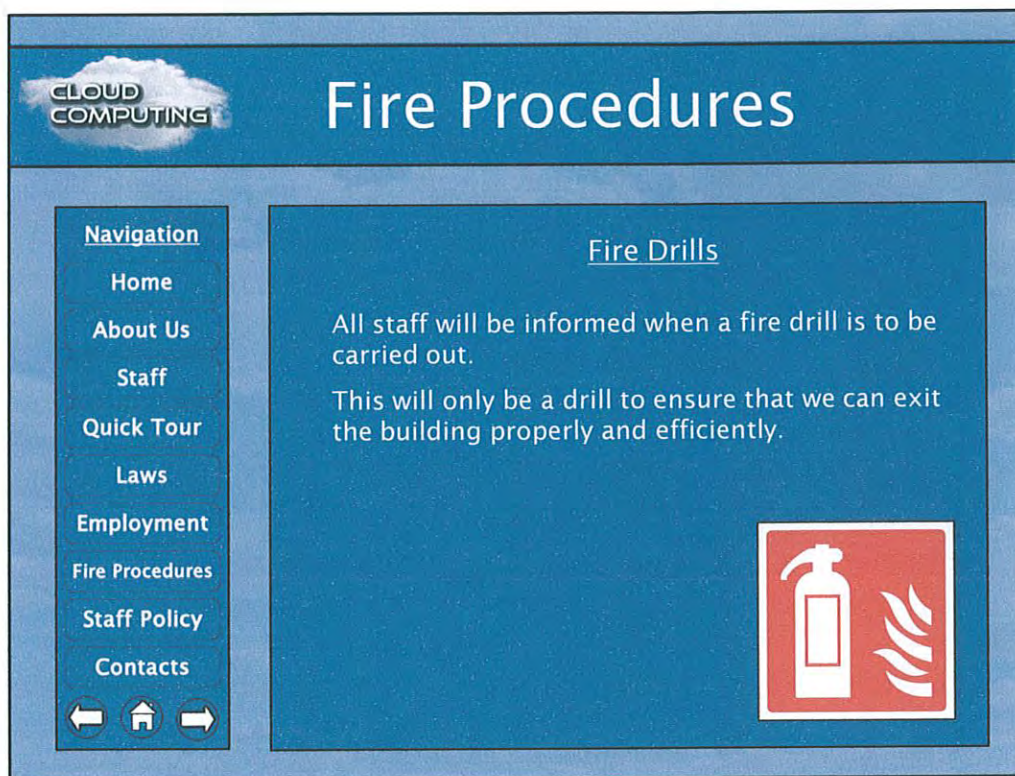 CLOUD
COMPUTING
Fire Procedures
Navigation
Home
About Us
Staff
Quick Tour
Laws
Employment
Fire Procedures
Staff Policy
Contacts
Fire Drills
All staff will be informed when a fire drill is to be
carried out.
This will only be a drill to ensure that we can exit
the building properly and efficiently.